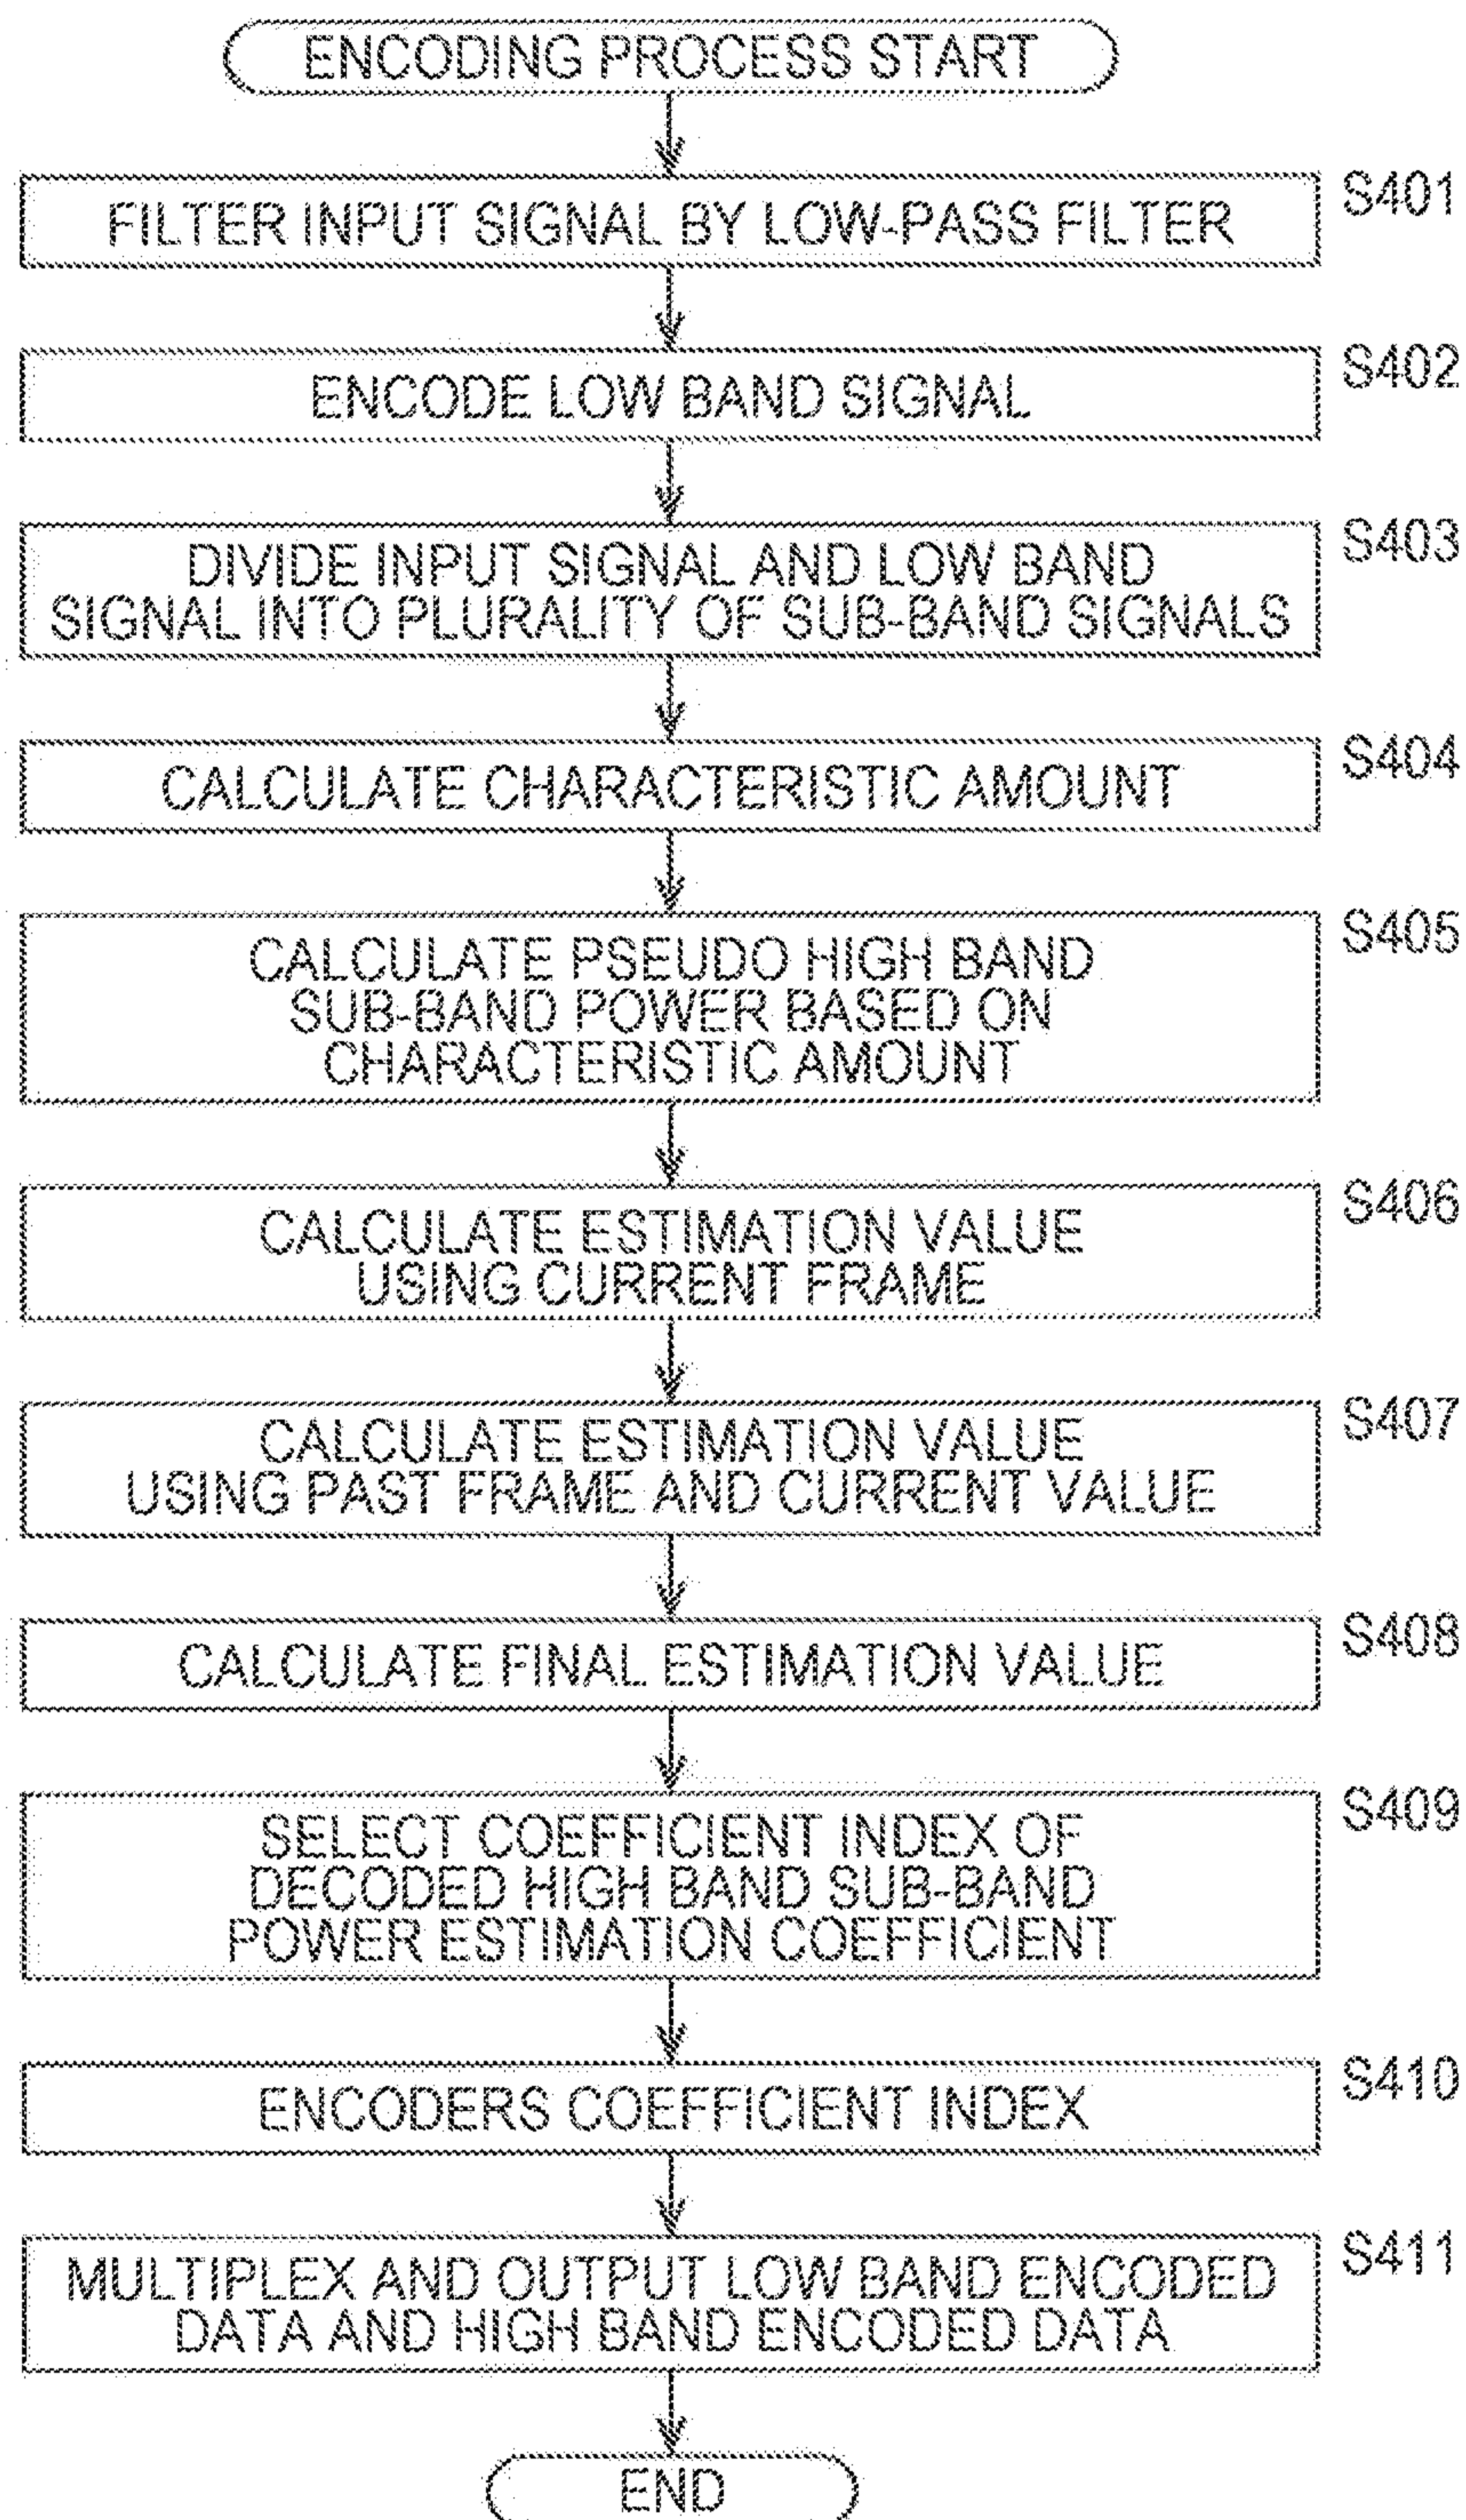 ENCODING PROCESS START
S401
FILTER INPUT SIGNAL BY LOW-PASS FILTER
S402
ENCODE LOW BAND SIGNAL
S403
DIVIDE INPUT SIGNAL AND LOW BAND
SIGNAL INTO PLURALITY OF SUB-BAND SIGNALS
S404
CALCULATE CHARACTERISTIC AMOUNT
S405
CALCULATE PSEUDO HIGH BAND
SUB-BAND POWER BASED ON
CHARACTERISTIC AMOUNT
S406
CALCULATE ESTIMATION VALUE
USING CURRENT FRAME
S407
CALCULATE ESTIMATION VALUE
USING PAST FRAME AND CURRENT VALUE
S408
CALCULATE FINAL ESTIMATION VALUE
S409
SELECT COEFFICIENT INDEX OF
DECODED HIGH BAND SUB-BAND
POWER ESTIMATION COEFFICIENT
S410
ENCODERS COEFFICIENT INDEX
S411
MULTIPLEX AND OUTPUT LOW BAND ENCODED
DATA AND HIGH BAND ENCODED DATA
END